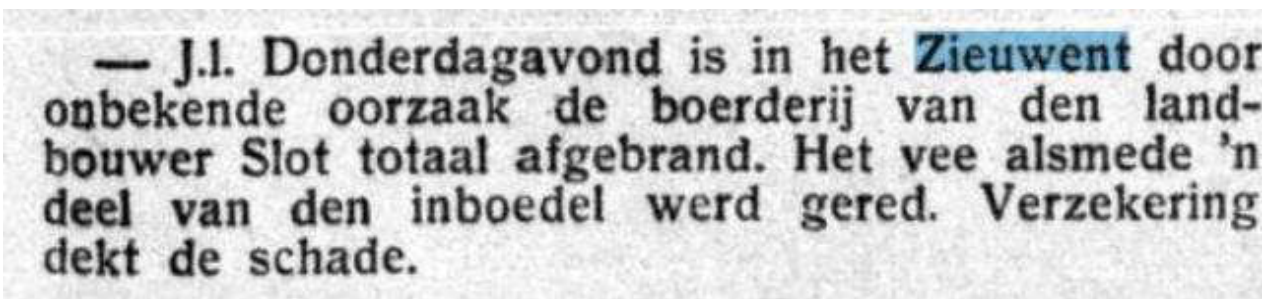 — J.l. Donderdagavond is in het Zieuwent door
onbekende oorzaak de boerderij van den land-
bouwer Slot totaal afgebrand. Het vee alsmede 'n
deel van den inboedel werd gered. Verzekering
dekt de schade.